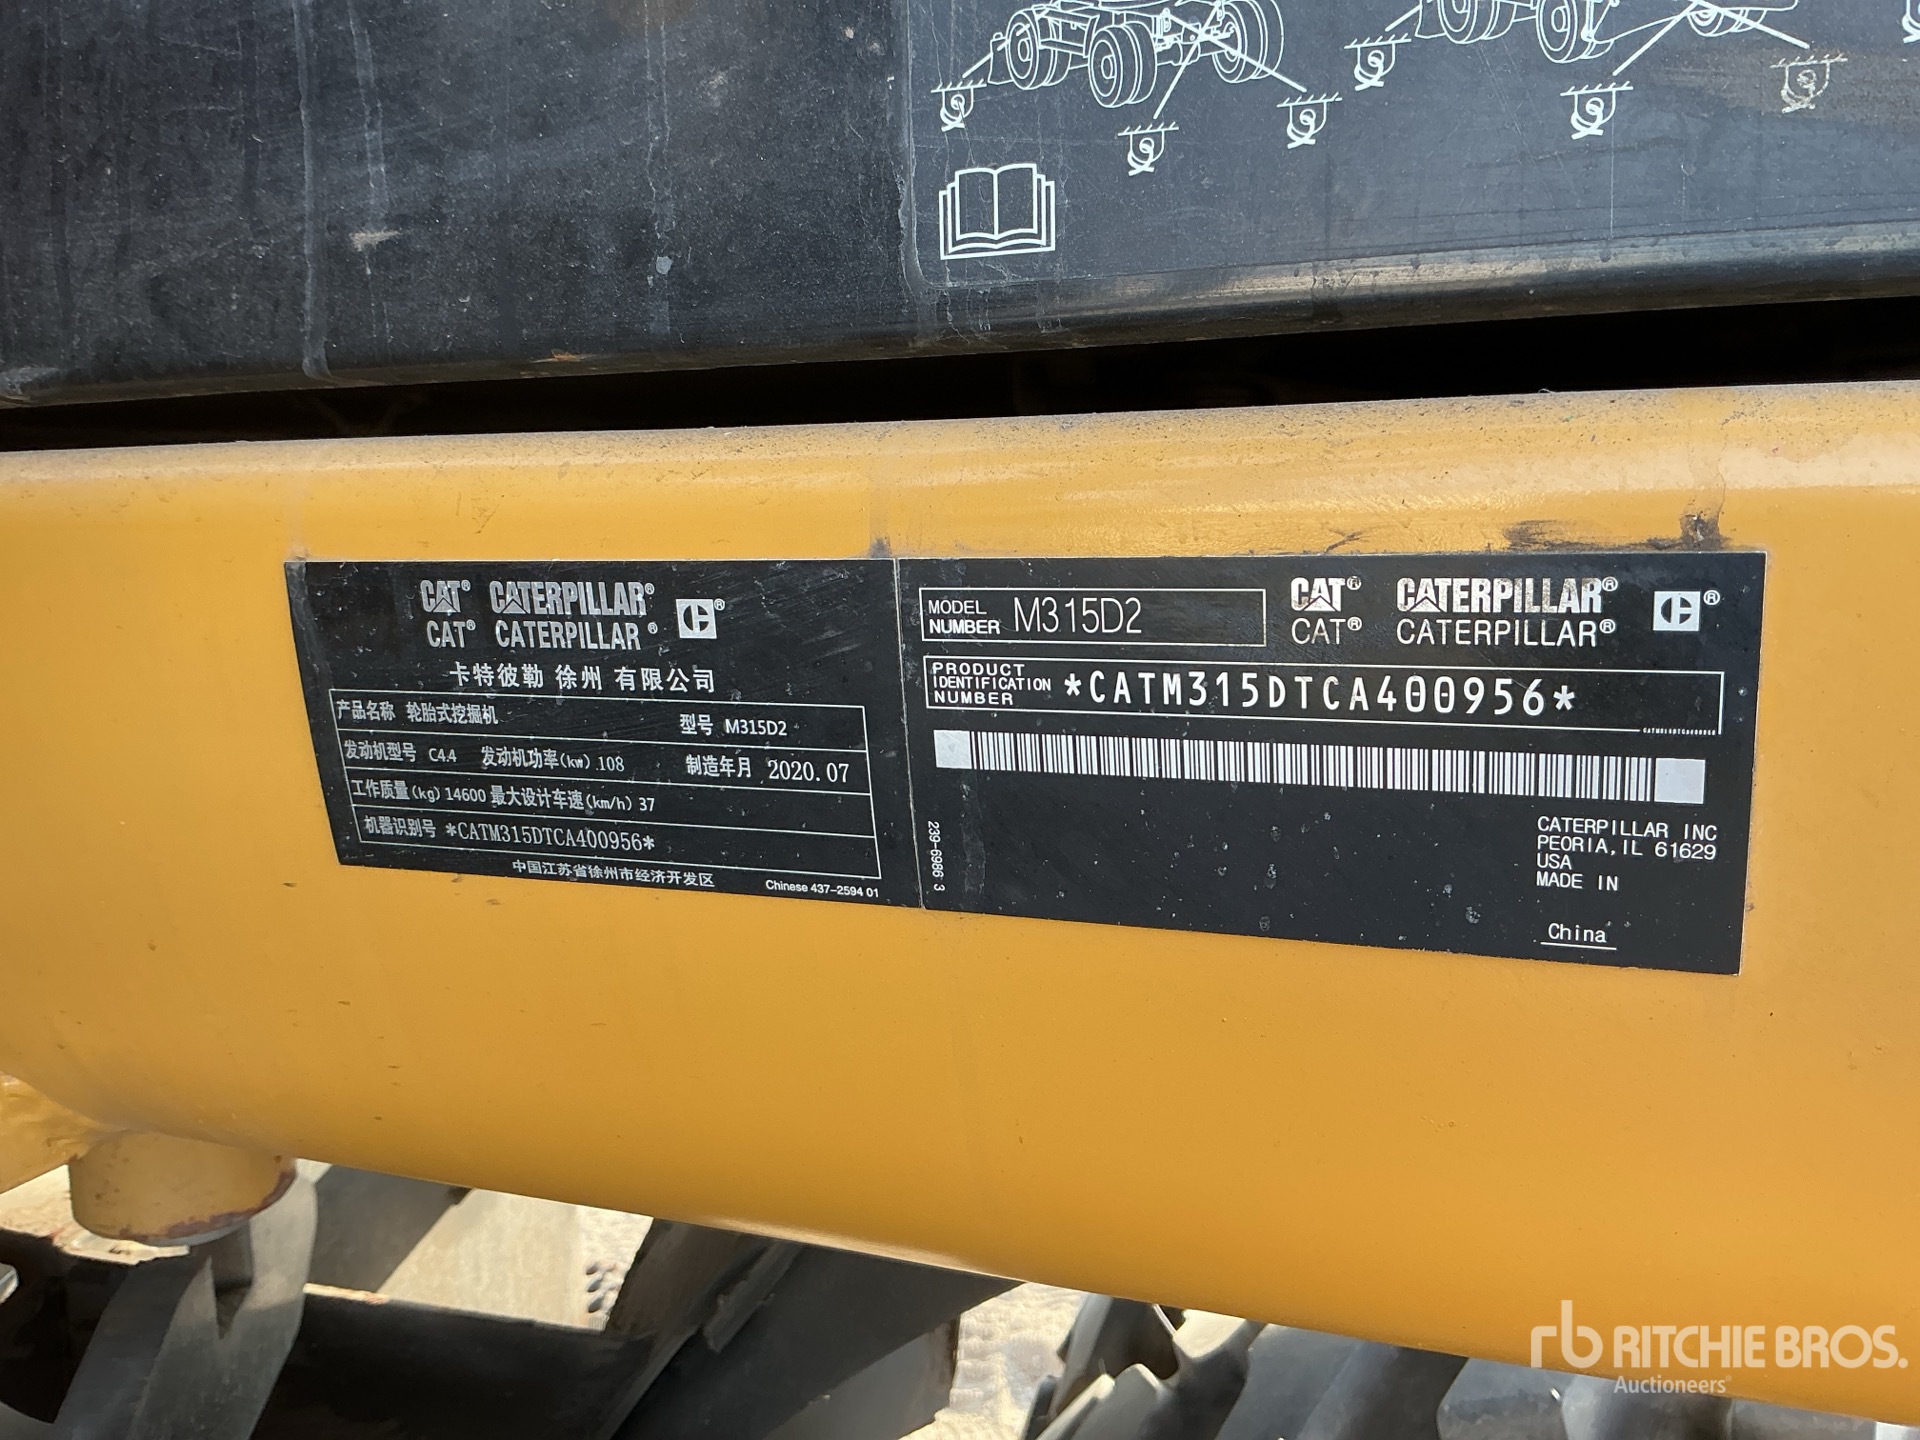 CAT® CATERPILLAR®
CAT® CATERPILLAR®
卡特彼勒 徐州 有限公司
产品名称 轮胎式挖掘机 型号 M315D2
发动机型号 C4.4 发动机功率(kw) 108 制造年月 2020.07
工作质量(kg) 14600 最大设计车速(km/h) 37
机器识别号 *CATM315DTCA400956*
中国江苏省徐州市经济开发区
Chinese 437-2594 01
MODEL NUMBER M315D2
CAT® CATERPILLAR®
CAT® CATERPILLAR®
PRODUCT IDENTIFICATION NUMBER *CATM315DTCA400956*
CATM315DTCA400956
239-6986 3
CATERPILLAR INC
PEORIA, IL 61629
USA
MADE IN
China
rb RITCHIE BROS.
Auctioneers